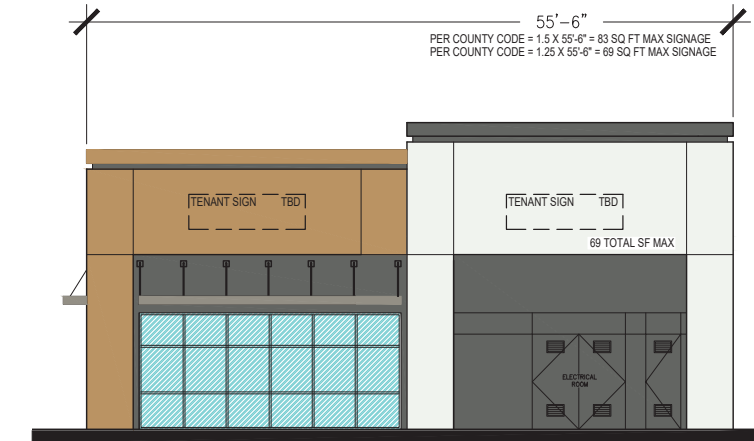 55'-6"
PER COUNTY CODE = 1.5 X 55'-6" = 83 SQ FT MAX SIGNAGE
PER COUNTY CODE = 1.25 X 55'-6" = 69 SQ FT MAX SIGNAGE
TENANT SIGN TBD
TENANT SIGN TBD
69 TOTAL SF MAX
ELECTRICAL
ROOM